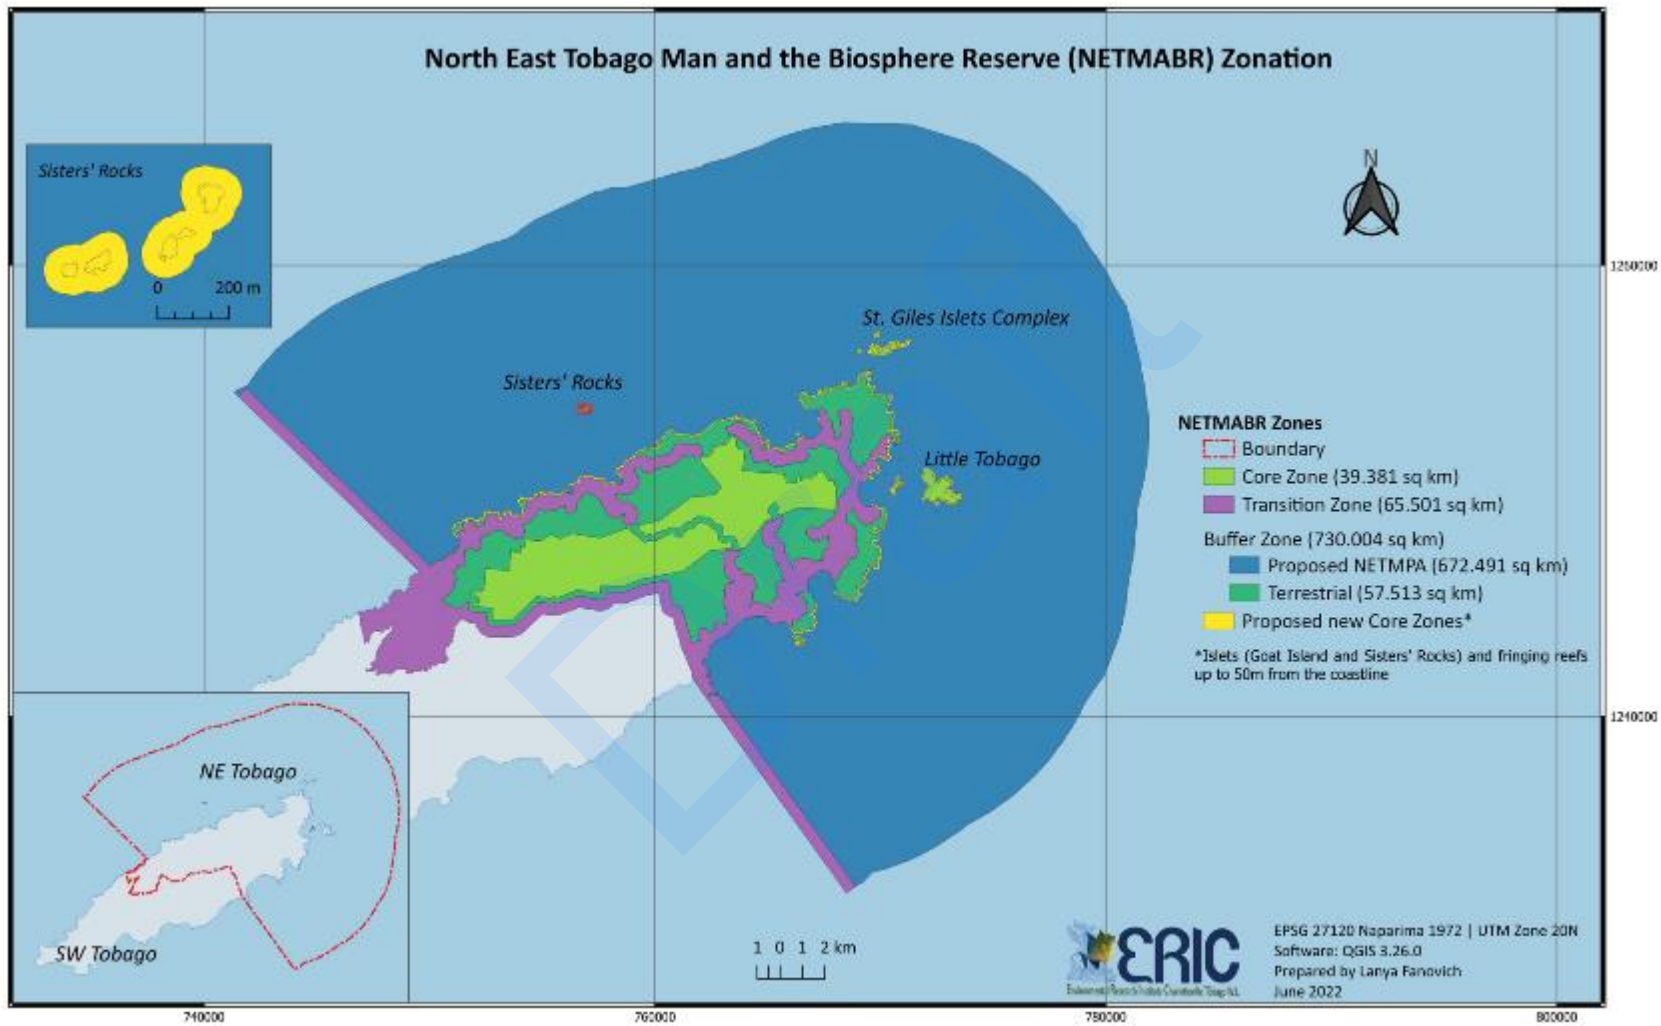 North East Tobago Man and the Biosphere Reserve (NETMABR) Zonation
Sisters' Rocks
0 200 m
N
1260000
St. Giles Islets Complex
Sisters' Rocks
Little Tobago
NETMABR Zones
Boundary
Core Zone (39.381 sq km)
Transition Zone (65.501 sq km)
Buffer Zone (730.004 sq km)
Proposed NETMPA (672.491 sq km)
Terrestrial (57.513 sq km)
Proposed new Core Zones*
*Islets (Goat Island and Sisters' Rocks) and fringing reefs
up to 50m from the coastline
1240000
NE Tobago
SW Tobago
1 0 1 2 km
ERIC
EPSG 27120 Naparima 1972 | UTM Zone 20N
Software: QGIS 3.26.0
Prepared by Lanya Fanovich
June 2022
740000 760000 780000 800000